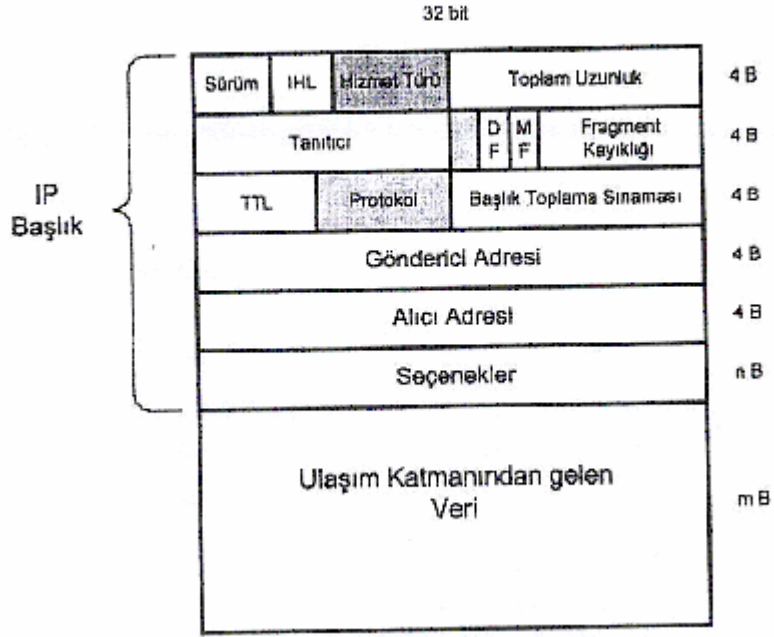 32 bit
Sürüm IHL Hizmet Türü Toplam Uzunluk 4 B
Tanıtıcı D F M F Fragment Kayıklığı 4 B
TTL Protokol Başlık Toplama Sınaması 4 B
IP Başlık
Gönderici Adresi 4 B
Alıcı Adresi 4 B
Seçenekler n B
Ulaşım Katmanından gelen
Veri
m B